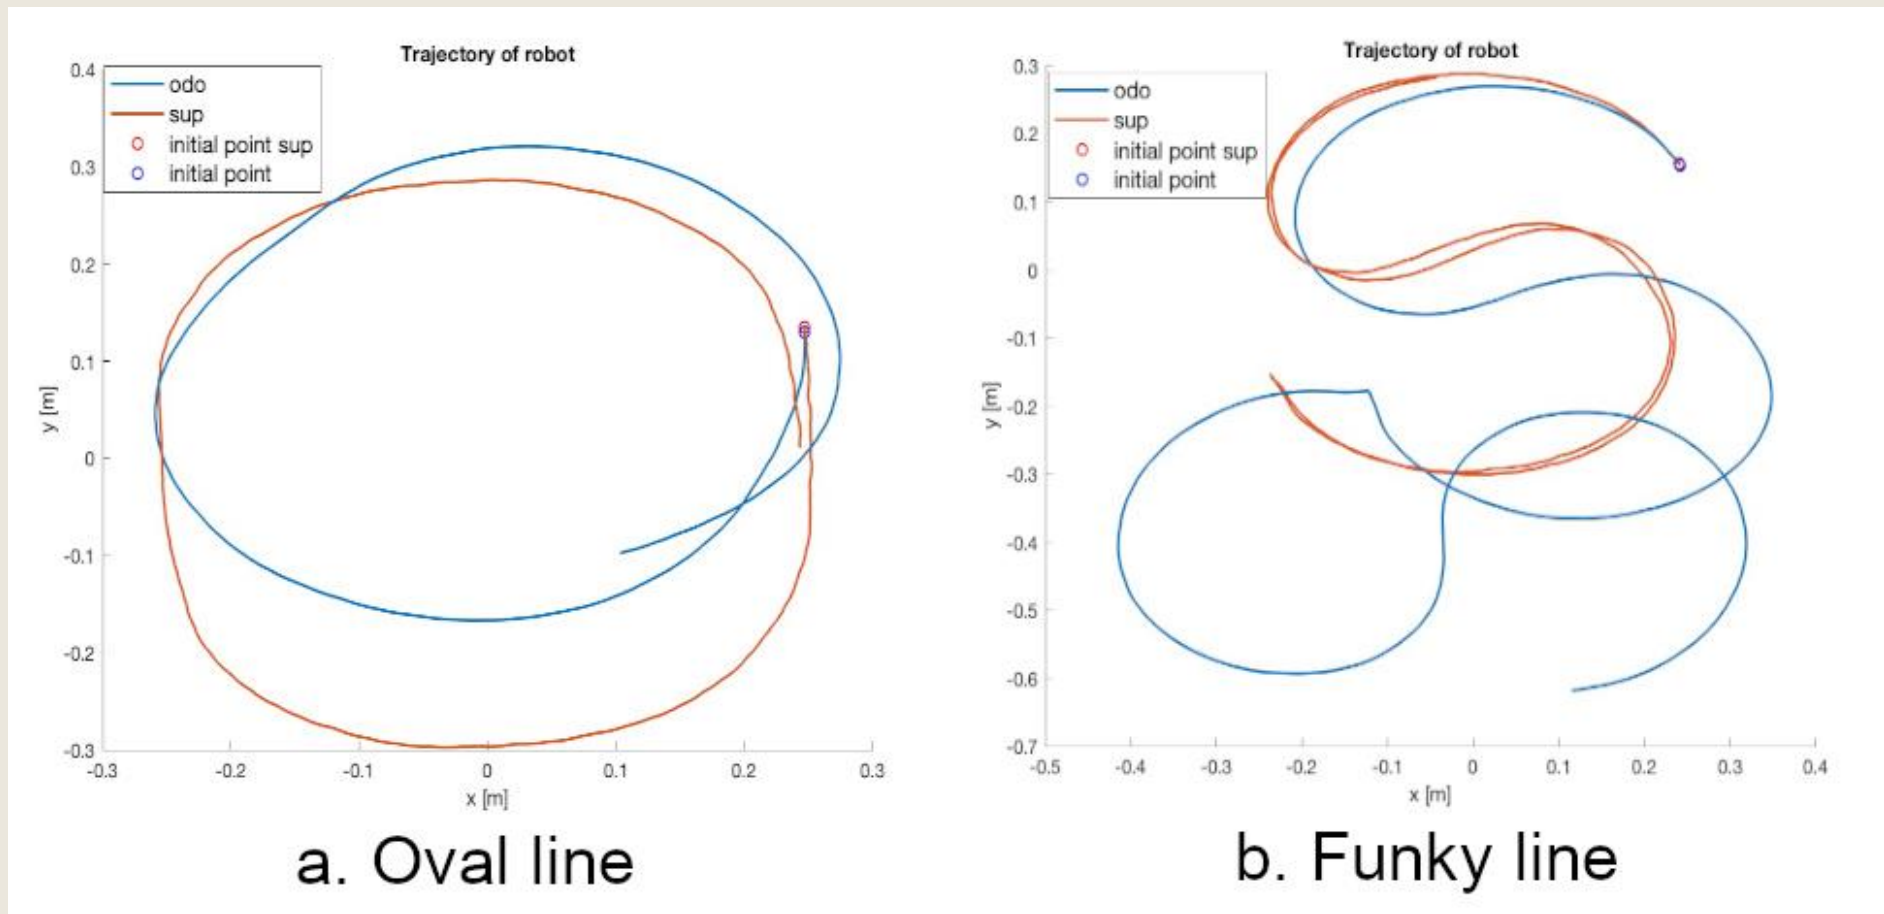 Trajectory of robot
odo
sup
initial point sup
initial point
0.4
0.3
0.2
0.1
0
-0.1
-0.2
-0.3
y [m]
-0.3 -0.2 -0.1 0 0.1 0.2 0.3
x [m]
a. Oval line
Trajectory of robot
odo
sup
initial point sup
initial point
0.3
0.2
0.1
0
-0.1
-0.2
-0.3
-0.4
-0.5
-0.6
-0.7
y [m]
-0.5 -0.4 -0.3 -0.2 -0.1 0 0.1 0.2 0.3 0.4
x [m]
b. Funky line